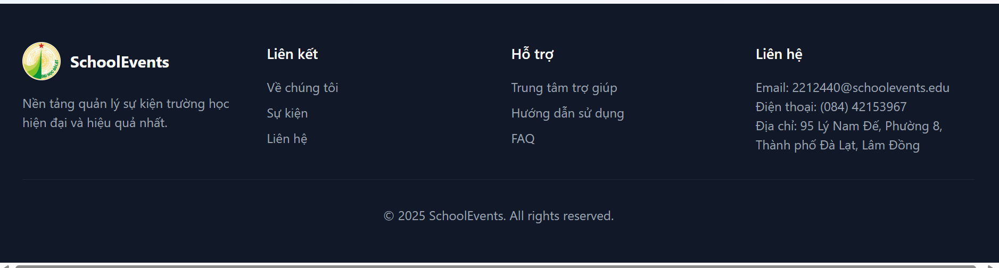 SchoolEvents
Nền tảng quản lý sự kiện trường học
hiện đại và hiệu quả nhất.
Liên kết
Về chúng tôi
Sự kiện
Liên hệ
Hỗ trợ
Trung tâm trợ giúp
Hướng dẫn sử dụng
FAQ
Liên hệ
Email: 2212440@schoolevents.edu
Điện thoại: (084) 42153967
Địa chỉ: 95 Lý Nam Đế, Phường 8,
Thành phố Đà Lạt, Lâm Đồng
© 2025 SchoolEvents. All rights reserved.